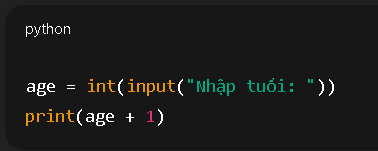 python
age = int(input("Nhập tuổi: "))
print(age + 1)